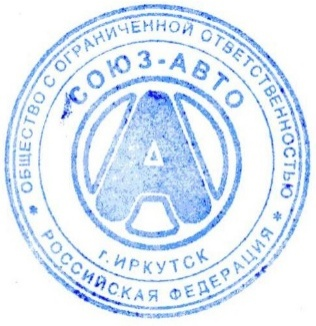 ОБЩЕСТВО С ОГРАНИЧЕННОЙ ОТВЕТСТВЕННОСТЬЮ
* РОССИЙСКАЯ ФЕДЕРАЦИЯ *
СОЮЗ-АВТО
А
г.ИРКУТСК